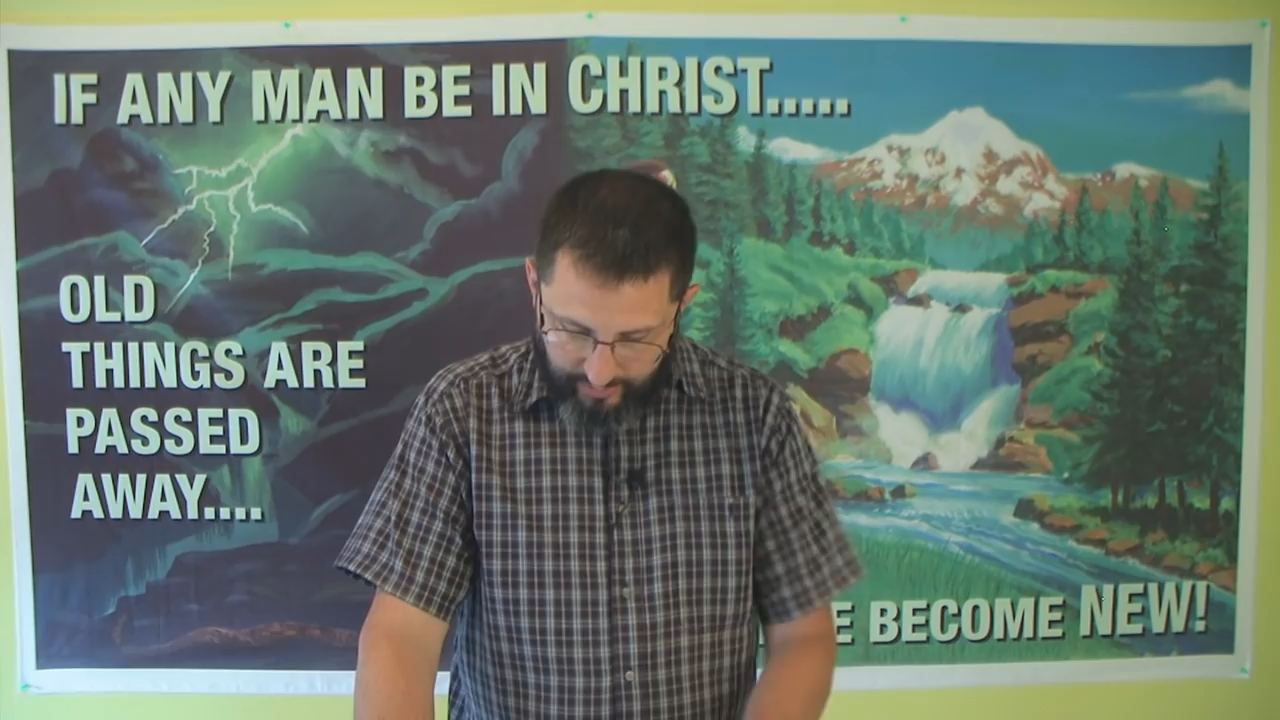 IF ANY MAN BE IN CHRIST.....
OLD
THINGS ARE
PASSED
AWAY....
BECOME NEW!